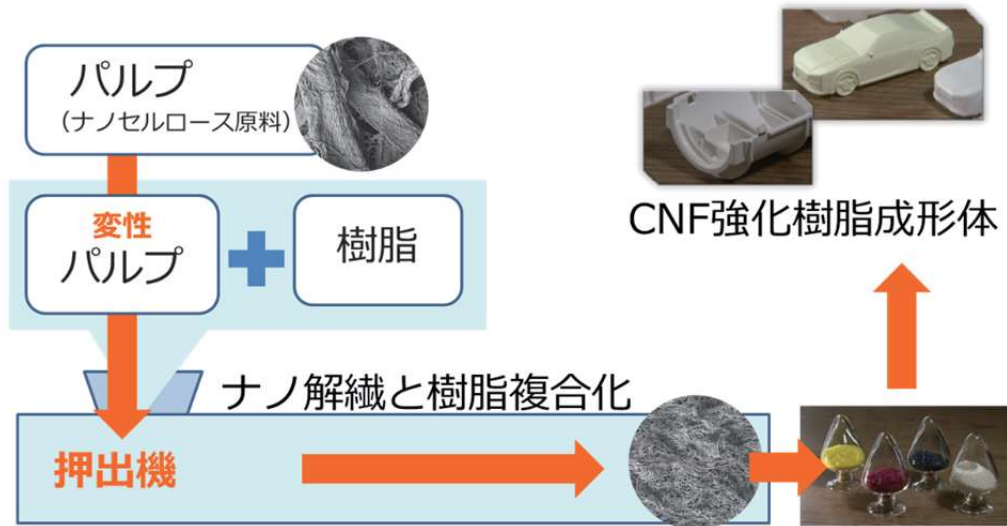 パルプ
（ナノセルロース原料）
変性
パルプ
樹脂
ナノ解繊と樹脂複合化
押出機
CNF強化樹脂成形体